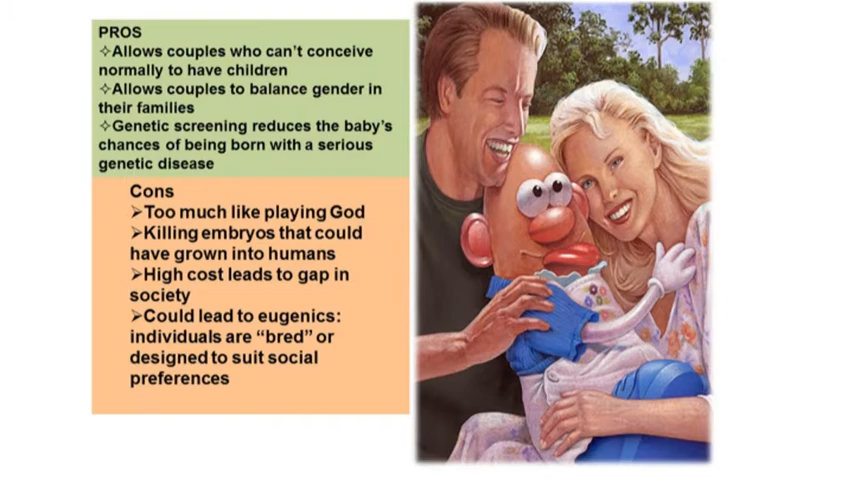 PROS
✧Allows couples who can't conceive
normally to have children
✧Allows couples to balance gender in
their families
✧Genetic screening reduces the baby's
chances of being born with a serious
genetic disease
Cons
➢Too much like playing God
➢Killing embryos that could
have grown into humans
➢High cost leads to gap in
society
➢Could lead to eugenics:
individuals are “bred” or
designed to suit social
preferences